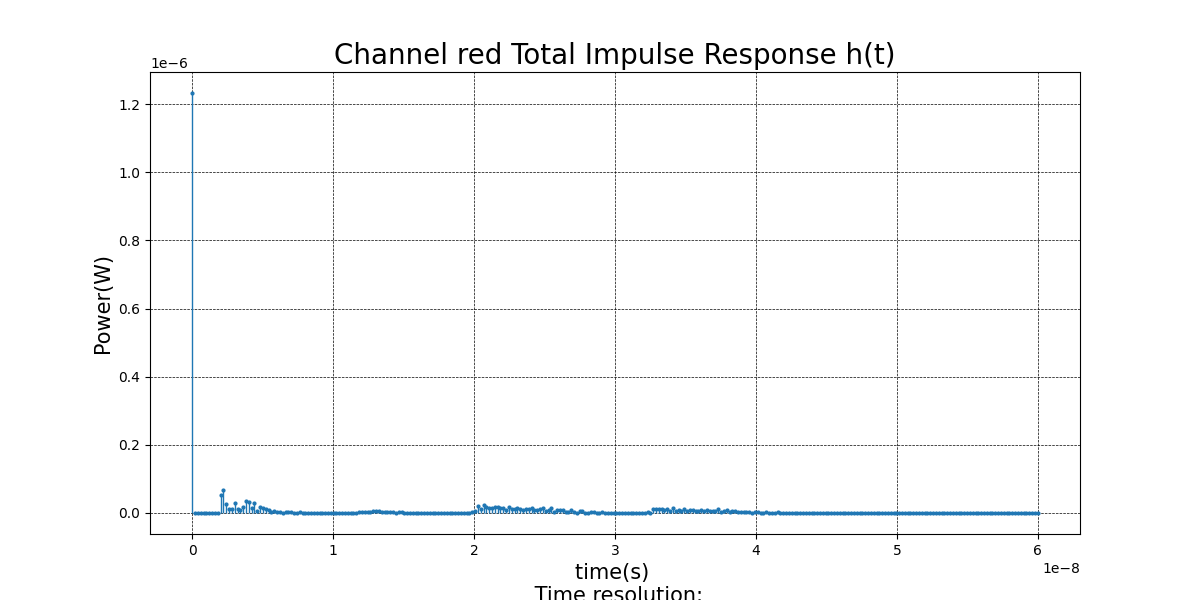 Channel red Total Impulse Response h(t)
1e−6
1.2
1.0
0.8
0.6
0.4
0.2
0.0
Power(W)
0 1 2 3 4 5 6
1e−8
time(s)
Time resolution: